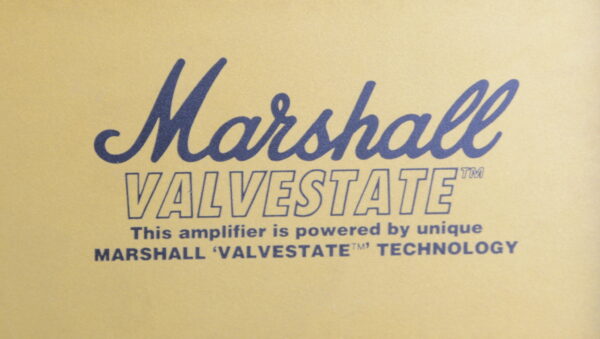 Marshall
VALVESTATE™
This amplifier is powered by unique
MARSHALL ‘VALVESTATE™’ TECHNOLOGY